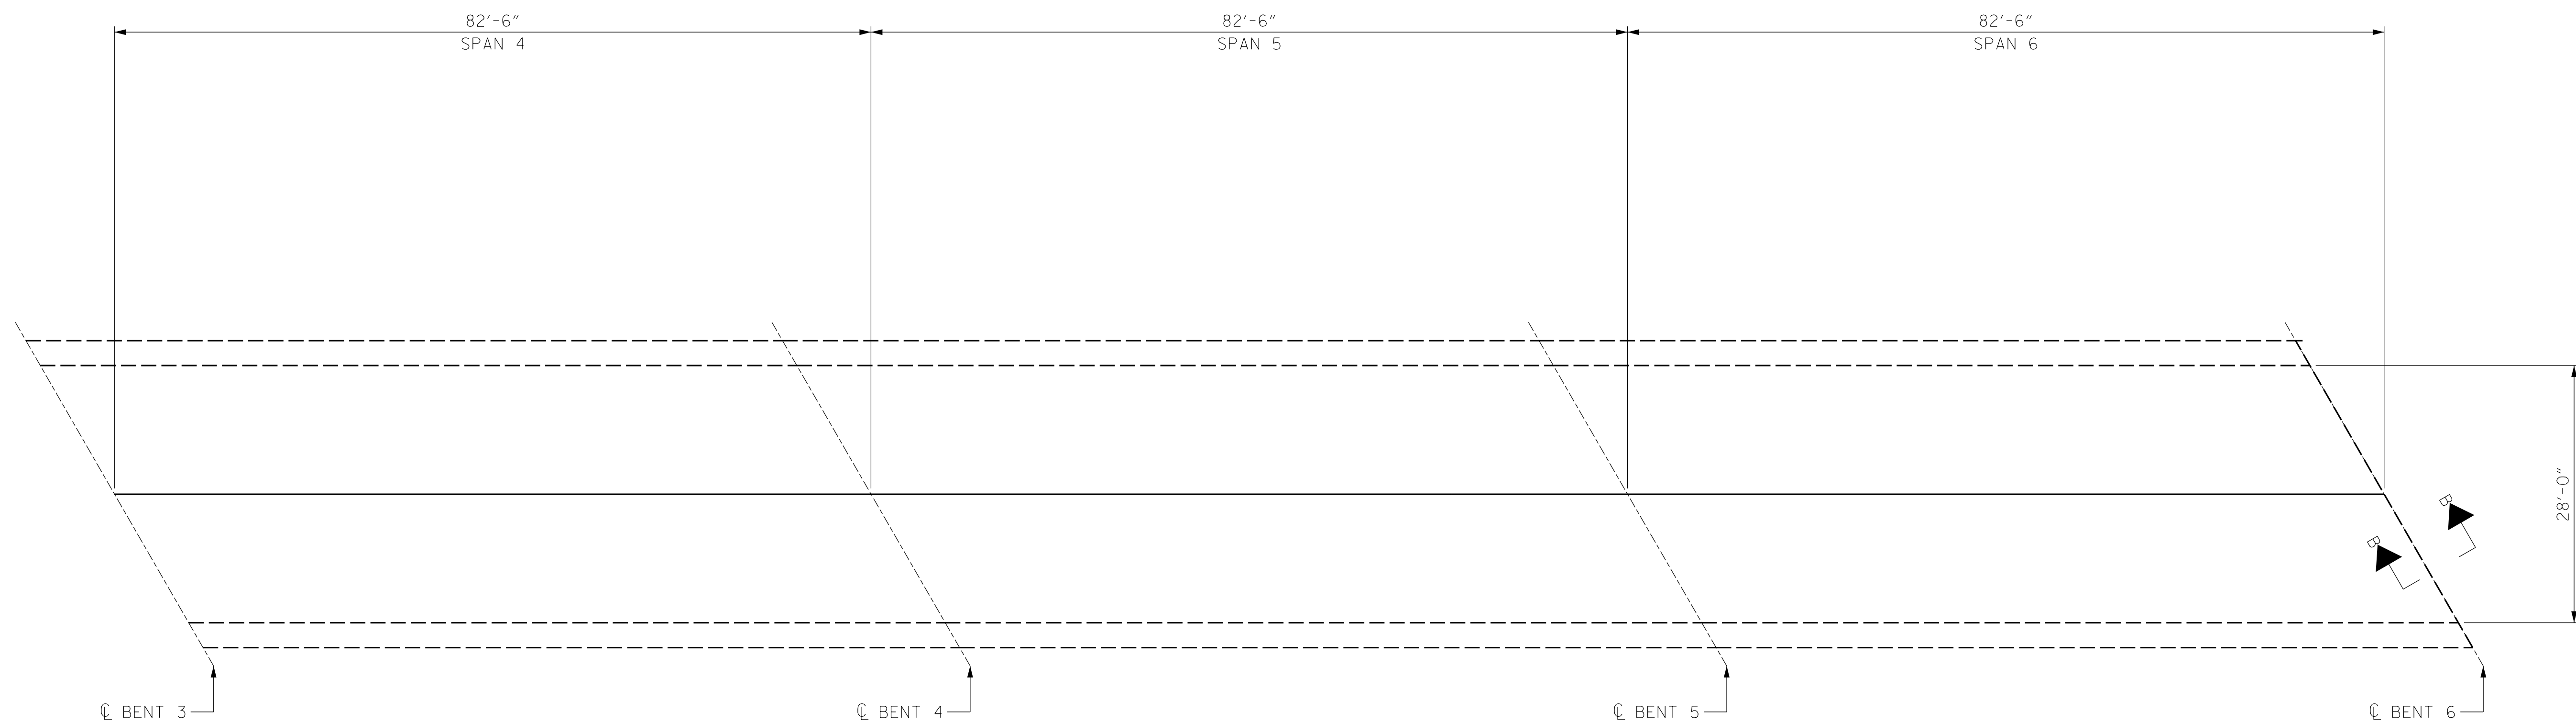 82'-6"
82'-6"
82'-6"
SPAN 4
SPAN 5
SPAN 6
28'-0"
B
B
℄ BENT 3
℄ BENT 4
℄ BENT 5
℄ BENT 6